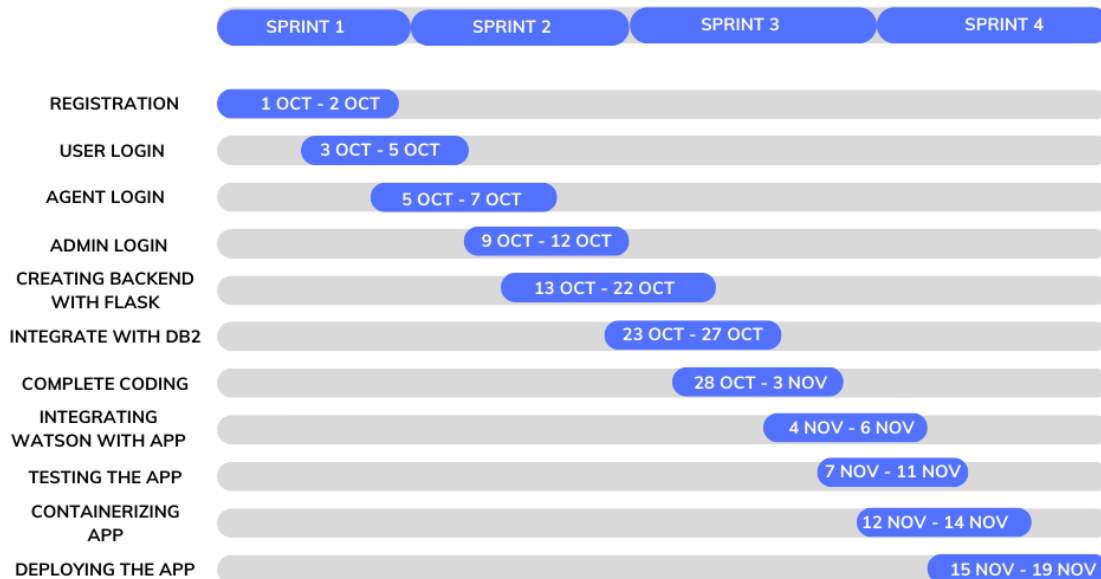 SPRINT 1 SPRINT 2 SPRINT 3 SPRINT 4
REGISTRATION 1 OCT - 2 OCT
USER LOGIN 3 OCT - 5 OCT
AGENT LOGIN 5 OCT - 7 OCT
ADMIN LOGIN 9 OCT - 12 OCT
CREATING BACKEND
WITH FLASK 13 OCT - 22 OCT
INTEGRATE WITH DB2 23 OCT - 27 OCT
COMPLETE CODING 28 OCT - 3 NOV
INTEGRATING
WATSON WITH APP 4 NOV - 6 NOV
TESTING THE APP 7 NOV - 11 NOV
CONTAINERIZING
APP 12 NOV - 14 NOV
DEPLOYING THE APP 15 NOV - 19 NOV